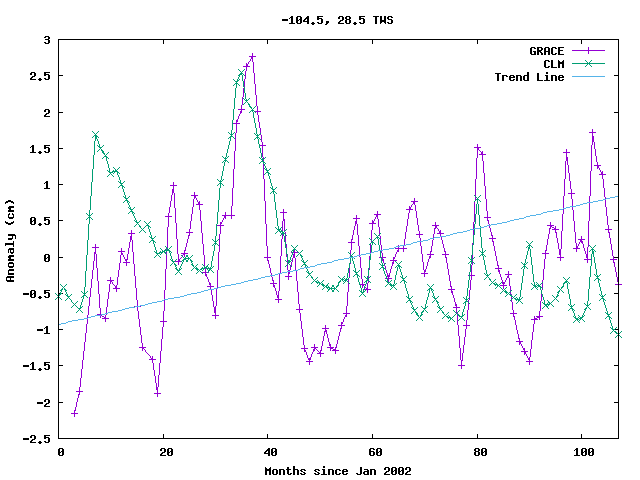 -104.5, 28.5 TWS
3
2.5
2
1.5
1
0.5
0
-0.5
-1
-1.5
-2
-2.5
Anomaly (cm)
GRACE
CLM
Trend Line
0 20 40 60 80 100
Months since Jan 2002